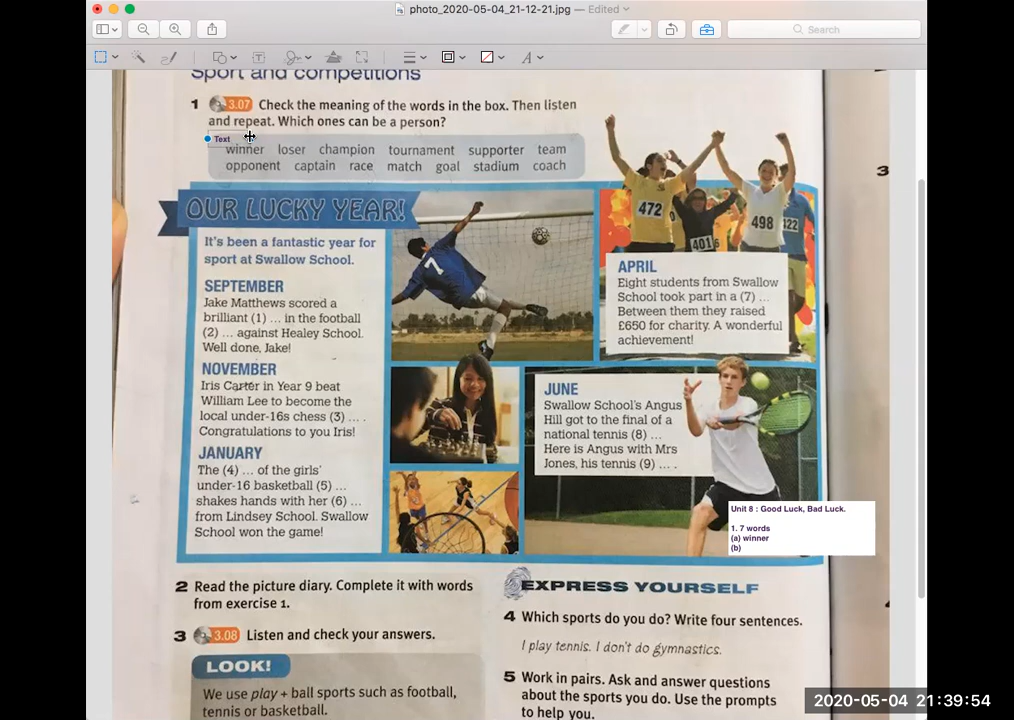 photo_2020-05-04_21-12-21.jpg — Edited
Search
Sport and competitions
1 3.07 Check the meaning of the words in the box. Then listen
and repeat. Which ones can be a person?
Text
winner loser champion tournament supporter team
opponent captain race match goal stadium coach
3
OUR LUCKY YEAR!
It's been a fantastic year for
sport at Swallow School.
SEPTEMBER
Jake Matthews scored a
brilliant (1) ... in the football
(2) ... against Healey School.
Well done, Jake!
NOVEMBER
Iris Carter in Year 9 beat
William Lee to become the
local under-16s chess (3) ... .
Congratulations to you Iris!
JANUARY
The (4) ... of the girls'
under-16 basketball (5) ...
shakes hands with her (6) ...
from Lindsey School. Swallow
School won the game!
7
472
401
498
122
APRIL
Eight students from Swallow
School took part in a (7) ...
Between them they raised
£650 for charity. A wonderful
achievement!
JUNE
Swallow School's Angus
Hill got to the final of a
national tennis (8) ...
Here is Angus with Mrs
Jones, his tennis (9) ... .
Unit 8 : Good Luck, Bad Luck.
1. 7 words
(a) winner
(b)
2 Read the picture diary. Complete it with words
from exercise 1.
3 3.08 Listen and check your answers.
LOOK!
We use play + ball sports such as football,
tennis or basketball.
EXPRESS YOURSELF
4 Which sports do you do? Write four sentences.
I play tennis. I don't do gymnastics.
5 Work in pairs. Ask and answer questions
about the sports you do. Use the prompts
to help you.
2020-05-04 21:39:54